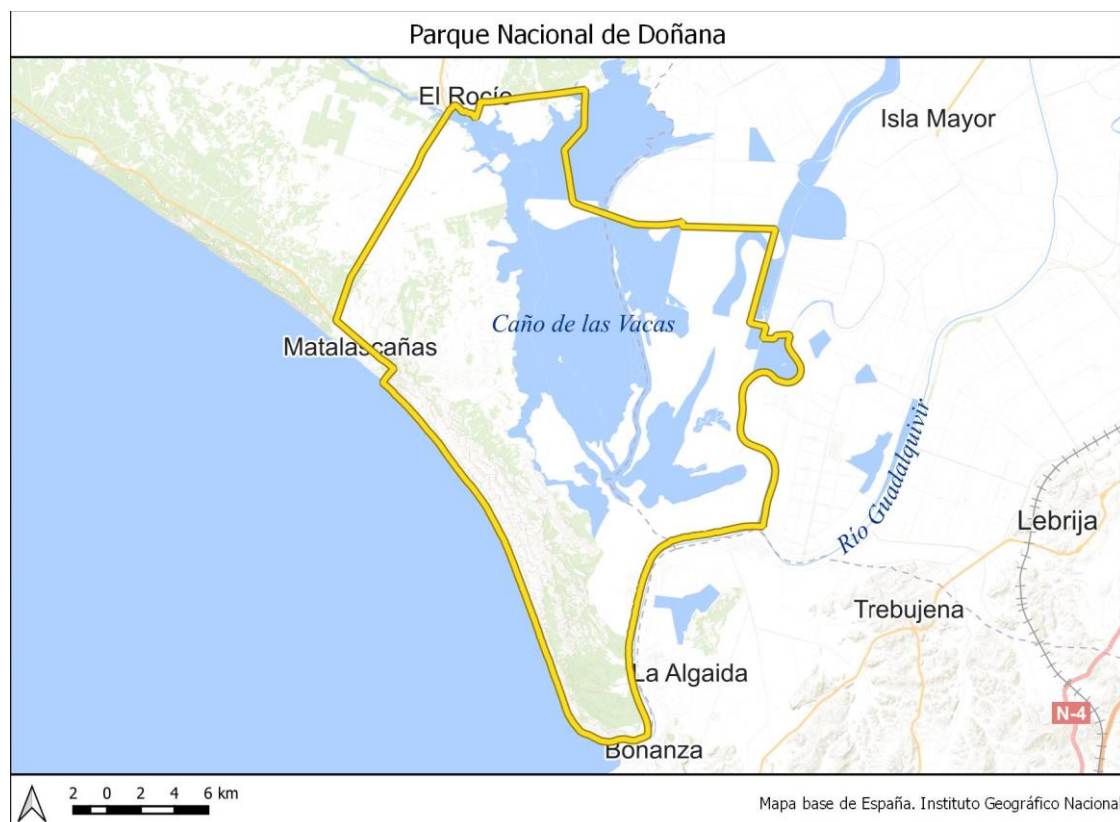 Parque Nacional de Doñana
El Rocío
Isla Mayor
Caño de las Vacas
Matalascañas
Río Guadalquivir
Lebrija
Trebujena
La Algaida
N-4
Bonanza
2 0 2 4 6 km
Mapa base de España. Instituto Geográfico Nacional